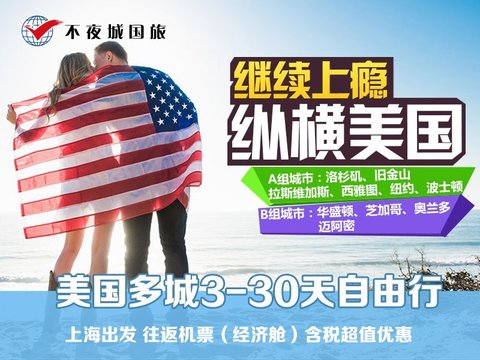 不夜城国旅
继续上瘾
纵横美国
A组城市：洛杉矶、旧金山
拉斯维加斯、西雅图、纽约、波士顿
B组城市：华盛顿、芝加哥、奥兰多
迈阿密
美国多城3-30天自由行
上海出发 往返机票（经济舱）含税超值优惠